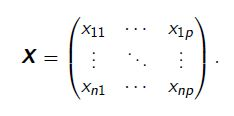 X = ( x11 ⋯ x1p
⋮ ⋱ ⋮
xn1 ⋯ xnp ) .